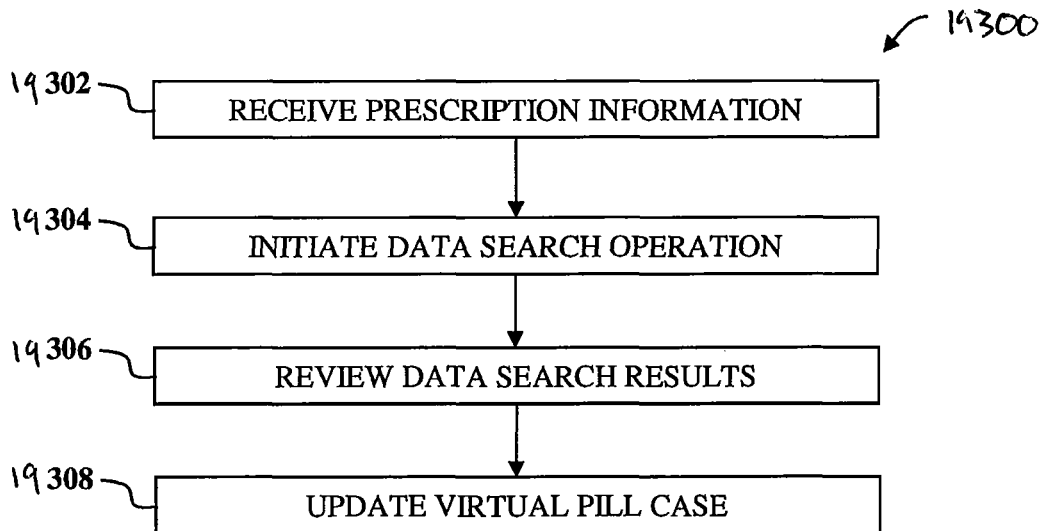 19300
19302
RECEIVE PRESCRIPTION INFORMATION
19304
INITIATE DATA SEARCH OPERATION
19306
REVIEW DATA SEARCH RESULTS
19308
UPDATE VIRTUAL PILL CASE